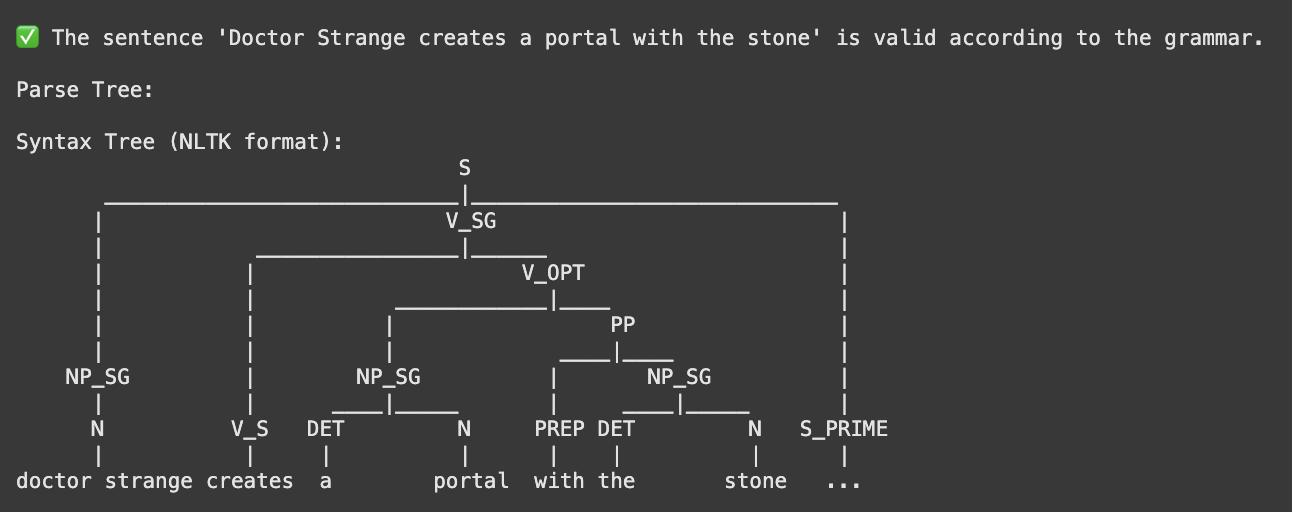 ✅ The sentence 'Doctor Strange creates a portal with the stone' is valid according to the grammar.
Parse Tree:
Syntax Tree (NLTK format):
S
V_SG
V_OPT
PP
NP_SG NP_SG NP_SG
N V_S DET N PREP DET N S_PRIME
doctor strange creates a portal with the stone ...